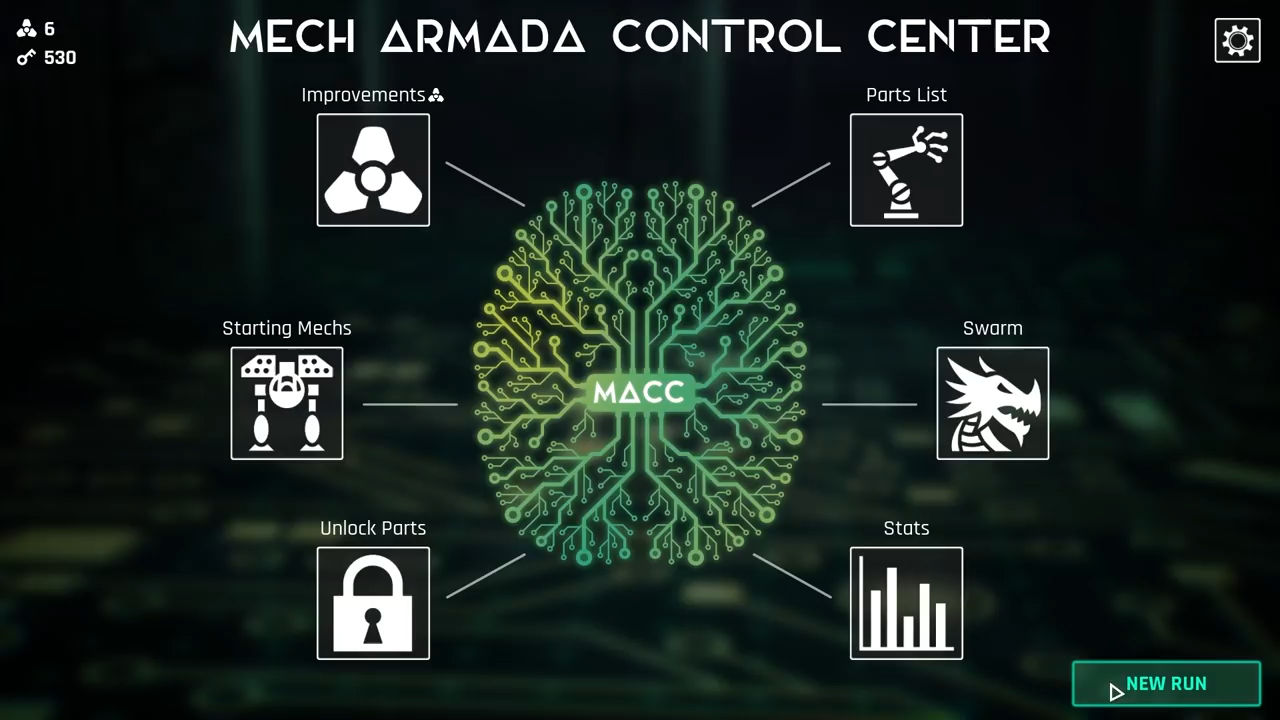 6
530
MECH ARMADA CONTROL CENTER
Improvements
Parts List
Starting Mechs
Swarm
MACC
Unlock Parts
Stats
NEW RUN